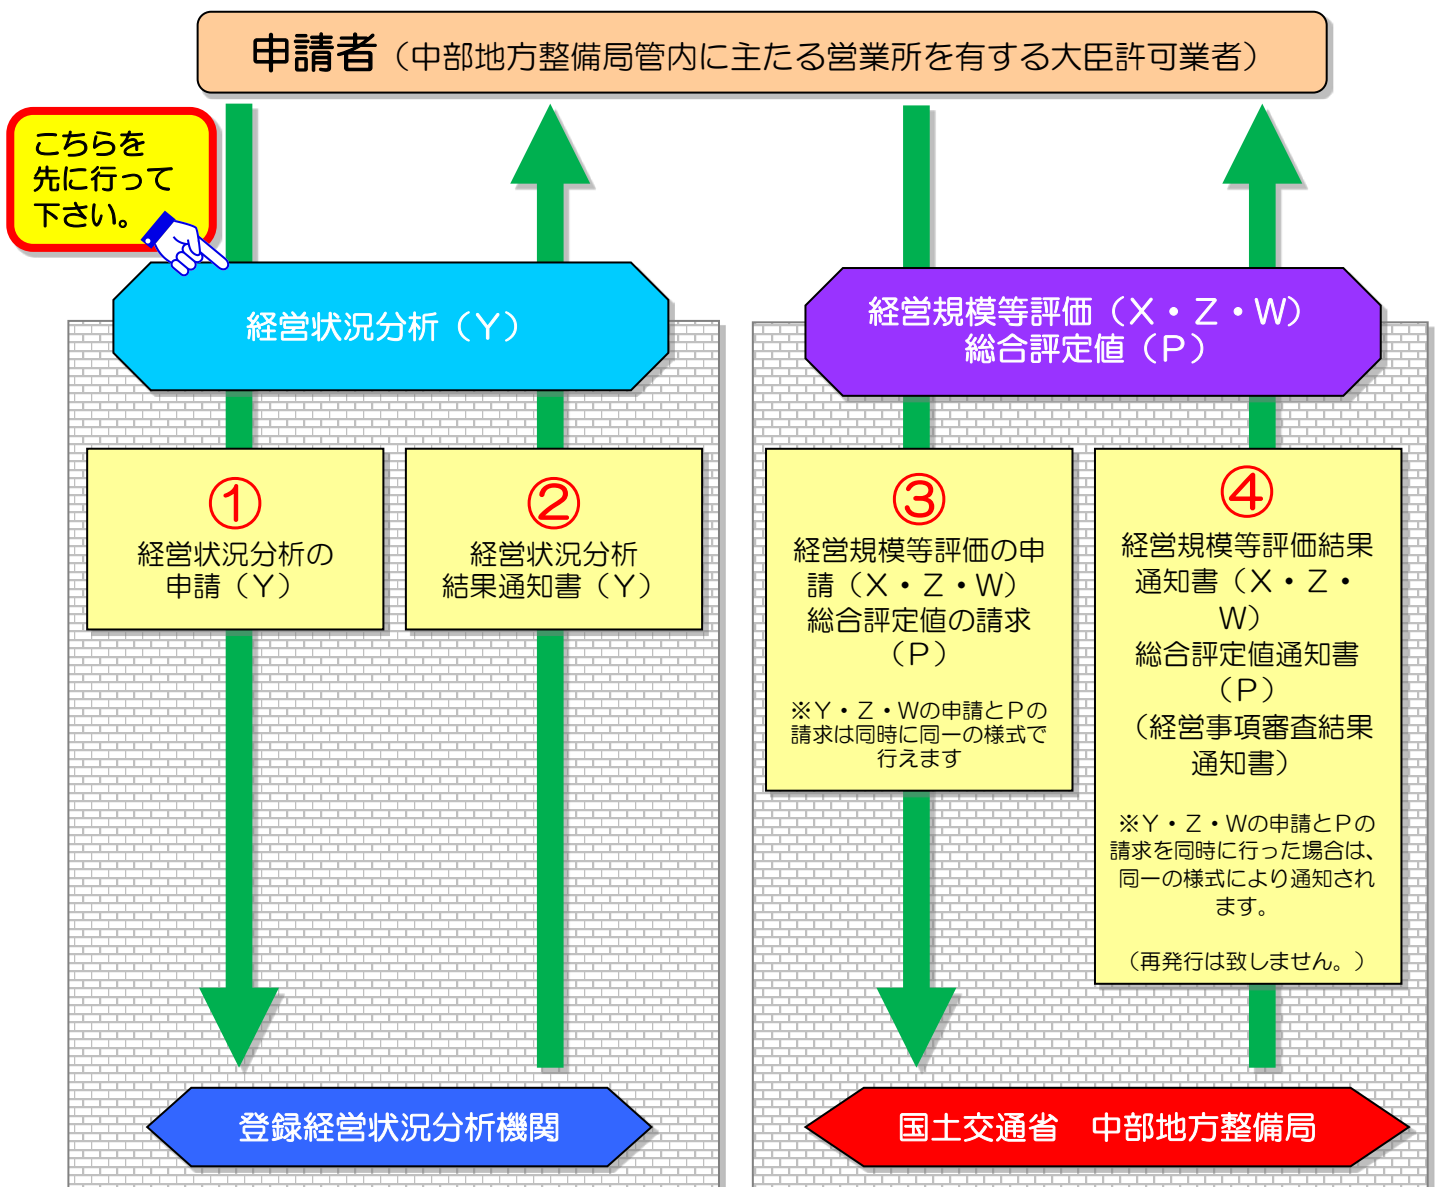 申請者（中部地方整備局管内に主たる営業所を有する大臣許可業者）
こちらを
先に行って
下さい。
経営状況分析（Ｙ）
経営規模等評価（Ｘ・Ｚ・Ｗ）
総合評定値（Ｐ）
①
経営状況分析の
申請（Ｙ）
②
経営状況分析
結果通知書（Ｙ）
③
経営規模等評価の申
請（Ｘ・Ｚ・Ｗ）
総合評定値の請求
（Ｐ）
※Ｙ・Ｚ・Ｗの申請とＰの
請求は同時に同一の様式で
行えます
④
経営規模等評価結果
通知書（Ｘ・Ｚ・
Ｗ）
総合評定値通知書
（Ｐ）
（経営事項審査結果
通知書）
※Ｙ・Ｚ・Ｗの申請とＰの
請求を同時に行った場合は、
同一の様式により通知され
ます。
（再発行は致しません。）
登録経営状況分析機関
国土交通省　中部地方整備局